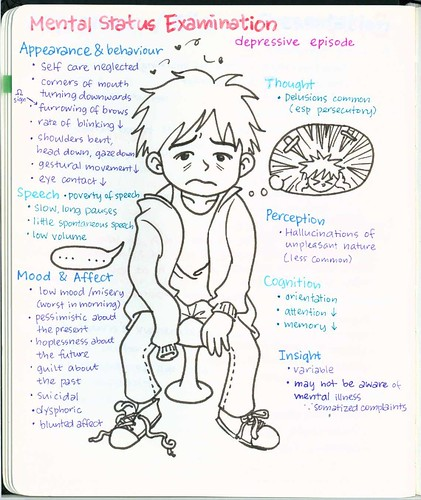 Mental Status Examination
depressive episode
Appearance & behaviour
• Self care neglected
• corners of mouth
turning downwards
Ω
sign
• furrowing of brows
• rate of blinking ↓
• shoulders bent,
head down, gaze down
• gestural movement ↓
• eye contact ↓
Speech • poverty of speech
• slow, long pauses
• little spontaneous speech
• low volume
Mood & Affect
• low mood/misery
(worst in morning)
• pessimistic about
the present
• hoplessness about
the future
• guilt about
the past
• suicidal
• dysphoric
• blunted affect
Thought
• Delusions common
(esp persecutory)
Perception
• Hallucinations of
unpleasant nature
(less common)
Cognition
• orientation
• attention ↓
• memory ↓
Insight
• variable
• may not be aware of
mental illness
∵ somatized complaints